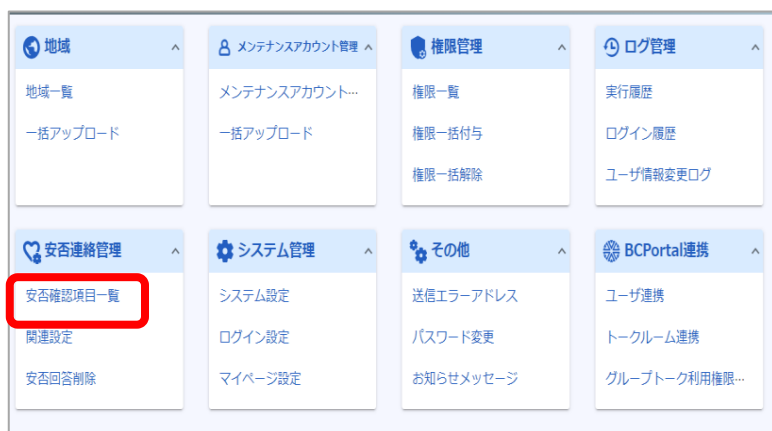 地域
地域一覧
一括アップロード
メンテナンスアカウント管理
メンテナンスアカウント…
一括アップロード
権限管理
権限一覧
権限一括付与
権限一括解除
ログ管理
実行履歴
ログイン履歴
ユーザ情報変更ログ
安否連絡管理
安否確認項目一覧
関連設定
安否回答削除
システム管理
システム設定
ログイン設定
マイページ設定
その他
送信エラーアドレス
パスワード変更
お知らせメッセージ
BCPortal連携
ユーザ連携
トークルーム連携
グループトーク利用権限…